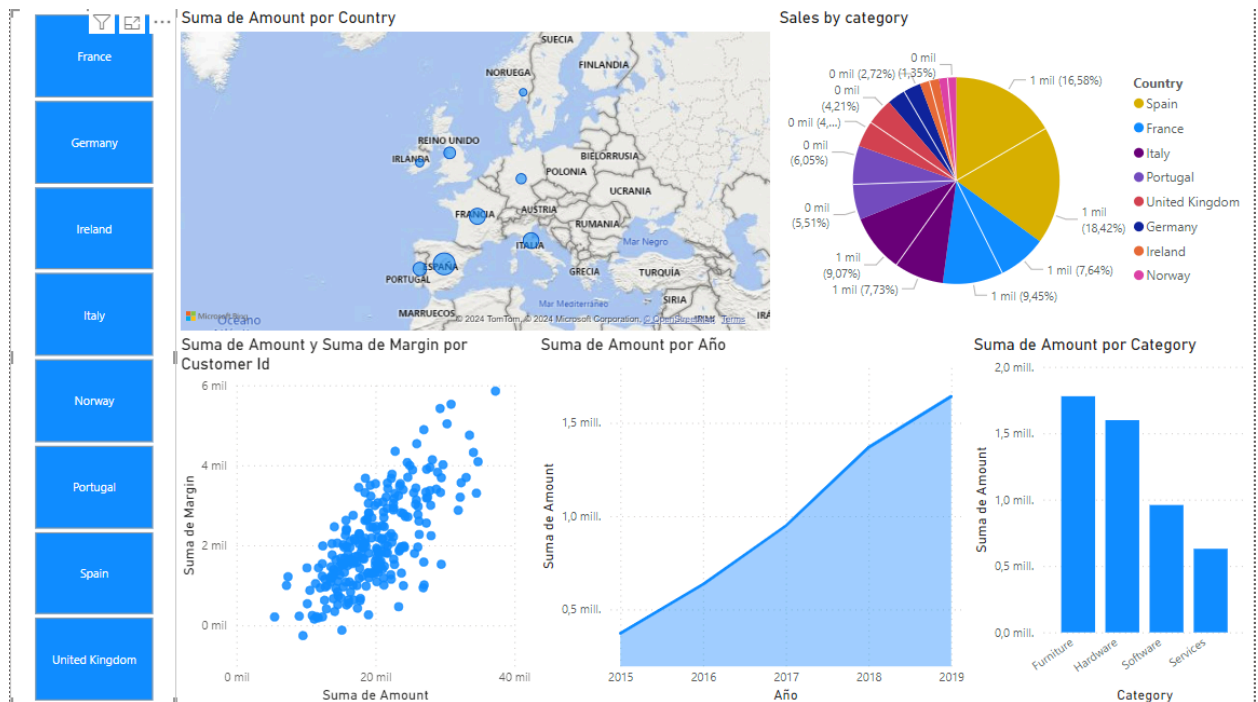 France
Germany
Ireland
Italy
Norway
Portugal
Spain
United Kingdom
Suma de Amount por Country
SUECIA
FINLANDIA
NORUEGA
REINO UNIDO
IRLANDA
BIELORRUSIA
POLONIA
UCRANIA
FRANCIA
AUSTRIA
RUMANIA
ITALIA
Mar Negro
ESPAÑA
PORTUGAL
GRECIA
TURQUÍA
Mar Mediterráneo
SIRIA
MARRUECOS
Océano
© 2024 TomTom, © 2024 Microsoft Corporation, © OpenStreetMap Terms
Sales by category
0 mil
(1,35%)
0 mil (2,72%)
0 mil
(4,21%)
0 mil (4,...)
0 mil
(6,05%)
0 mil
(5,51%)
1 mil
(9,07%)
1 mil (7,73%)
1 mil (9,45%)
1 mil (7,64%)
1 mil
(18,42%)
1 mil (16,58%)
Country
Spain
France
Italy
Portugal
United Kingdom
Germany
Ireland
Norway
Suma de Amount y Suma de Margin por
Customer Id
6 mil
4 mil
2 mil
0 mil
Suma de Margin
0 mil
20 mil
40 mil
Suma de Amount
Suma de Amount por Año
1,5 mill.
1,0 mill.
0,5 mill.
Suma de Amount
2015
2016
2017
2018
2019
Año
Suma de Amount por Category
2,0 mill.
1,5 mill.
1,0 mill.
0,5 mill.
0,0 mill.
Suma de Amount
Furniture
Hardware
Software
Services
Category